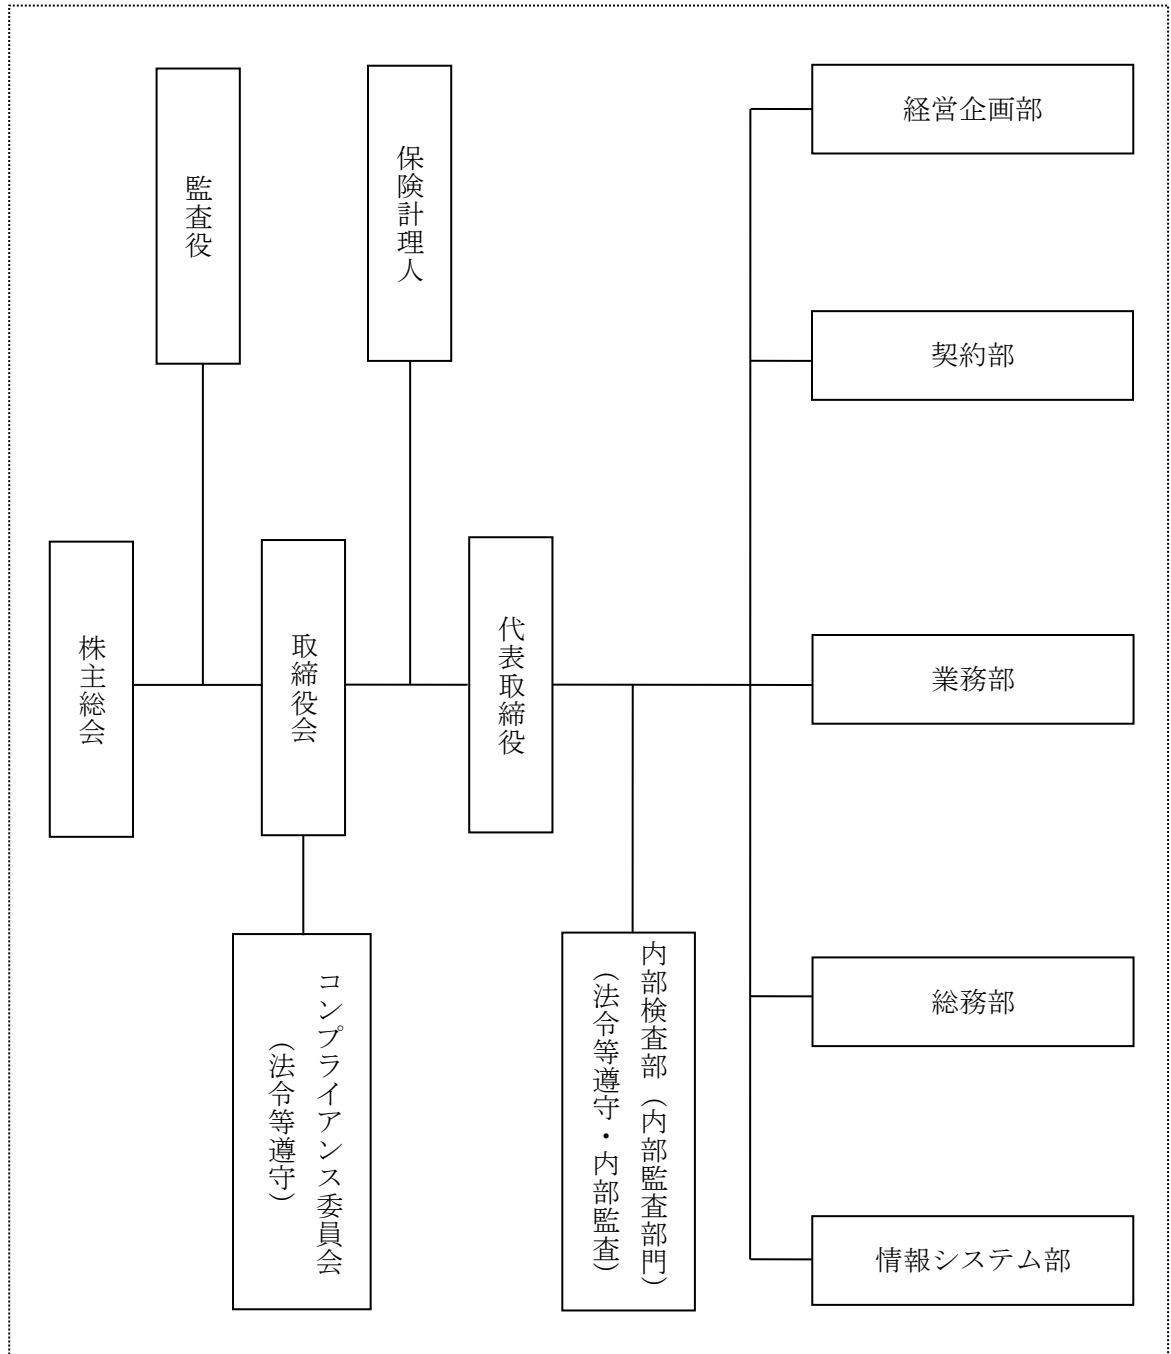 監査役
保険計理人
経営企画部
契約部
株主総会
取締役会
代表取締役
業務部
コンプライアンス委員会
（法令等遵守）
内部検査部（内部監査部門）
（法令等遵守・内部監査）
総務部
情報システム部